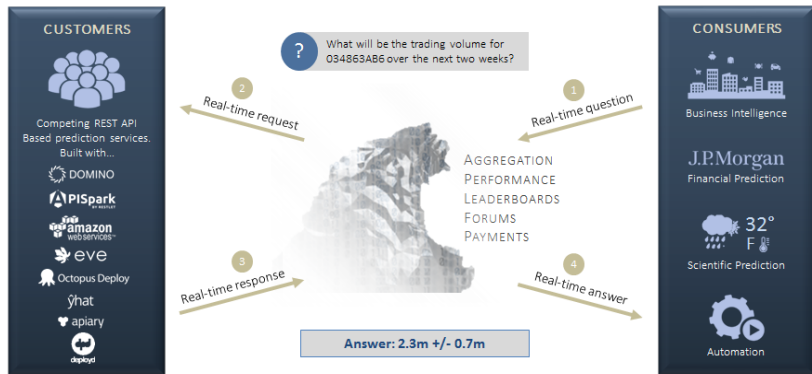 CUSTOMERS
Competing REST API
Based prediction services.
Built with...
DOMINO
APISpark
BY RESTLET
amazon
web services™
eve
Octopus Deploy
ŷhat
apiary
deployd
?
What will be the trading volume for
034863AB6 over the next two weeks?
2
Real-time request
1
Real-time question
AGGREGATION
PERFORMANCE
LEADERBOARDS
FORUMS
PAYMENTS
3
Real-time response
4
Real-time answer
Answer: 2.3m +/- 0.7m
CONSUMERS
Business Intelligence
J.P.Morgan
Financial Prediction
32°
F
Scientific Prediction
Automation